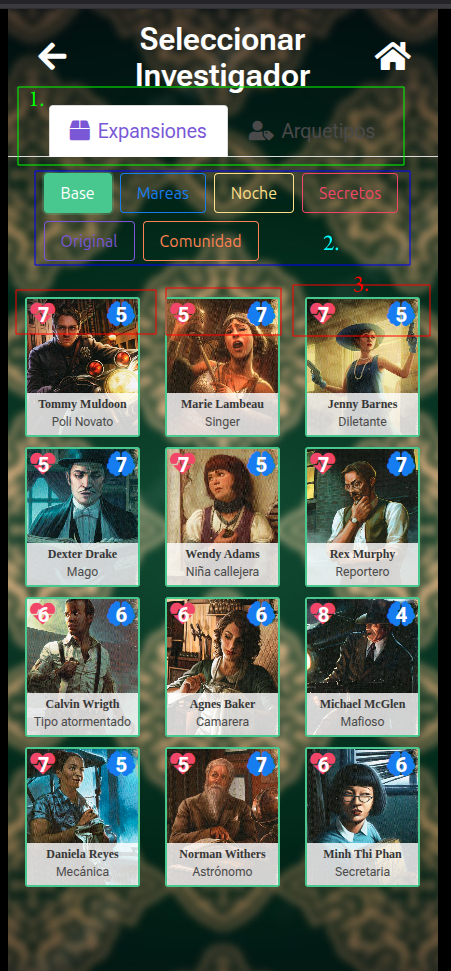 Seleccionar
Investigador
1.
Expansiones Arquetipos
Base Mareas Noche Secretos
Original Comunidad
2.
3.
7 5 5 7 7 5
Tommy Muldoon Marie Lambeau Jenny Barnes
Poli Novato Singer Diletante
5 7 7 5 7 7
Dexter Drake Wendy Adams Rex Murphy
Mago Niña callejera Reportero
6 6 6 6 8 4
Calvin Wrigth Agnes Baker Michael McGlen
Tipo atormentado Camarera Mafioso
7 5 5 7 6 6
Daniela Reyes Norman Withers Minh Thi Phan
Mecánica Astrónomo Secretaria